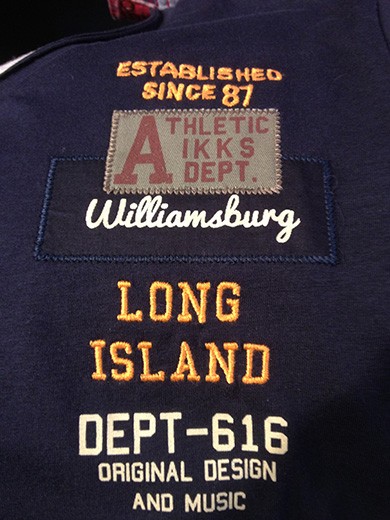 ESTABLISHED
SINCE 87
ATHLETIC
IKKS
DEPT.
Williamsburg
LONG
ISLAND
DEPT-616
ORIGINAL DESIGN
AND MUSIC